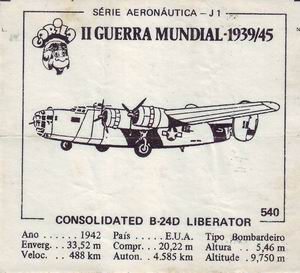 SÉRIE AERONÁUTICA - J1
II GUERRA MUNDIAL - 1939/45
CONSOLIDATED B-24D LIBERATOR
540
Ano . . . . . . 1942 País . . . . . E.U.A. Tipo Bombardeiro
Enverg. . 33,52 m Compr. . . 20,22 m Altura . . 5,46 m
Veloc. . . 488 km Auton. . 4.585 km Altitude . 9,750 m